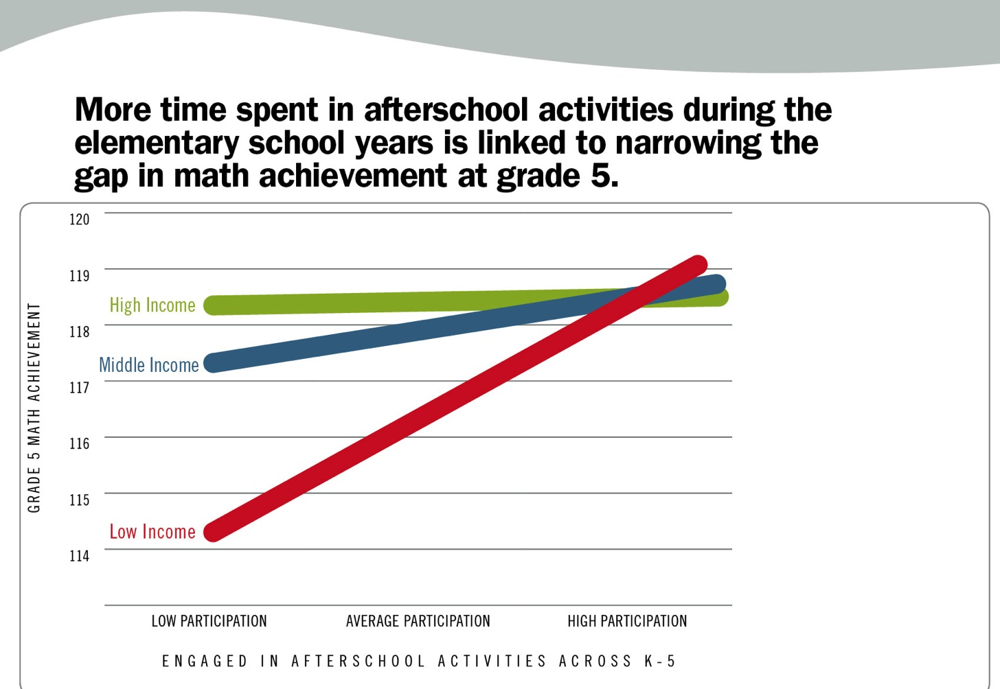 More time spent in afterschool activities during the
elementary school years is linked to narrowing the
gap in math achievement at grade 5.
120
119
High Income
118
Middle Income
117
116
115
Low Income
114
GRADE 5 MATH ACHIEVEMENT
LOW PARTICIPATION AVERAGE PARTICIPATION HIGH PARTICIPATION
ENGAGED IN AFTERSCHOOL ACTIVITIES ACROSS K-5